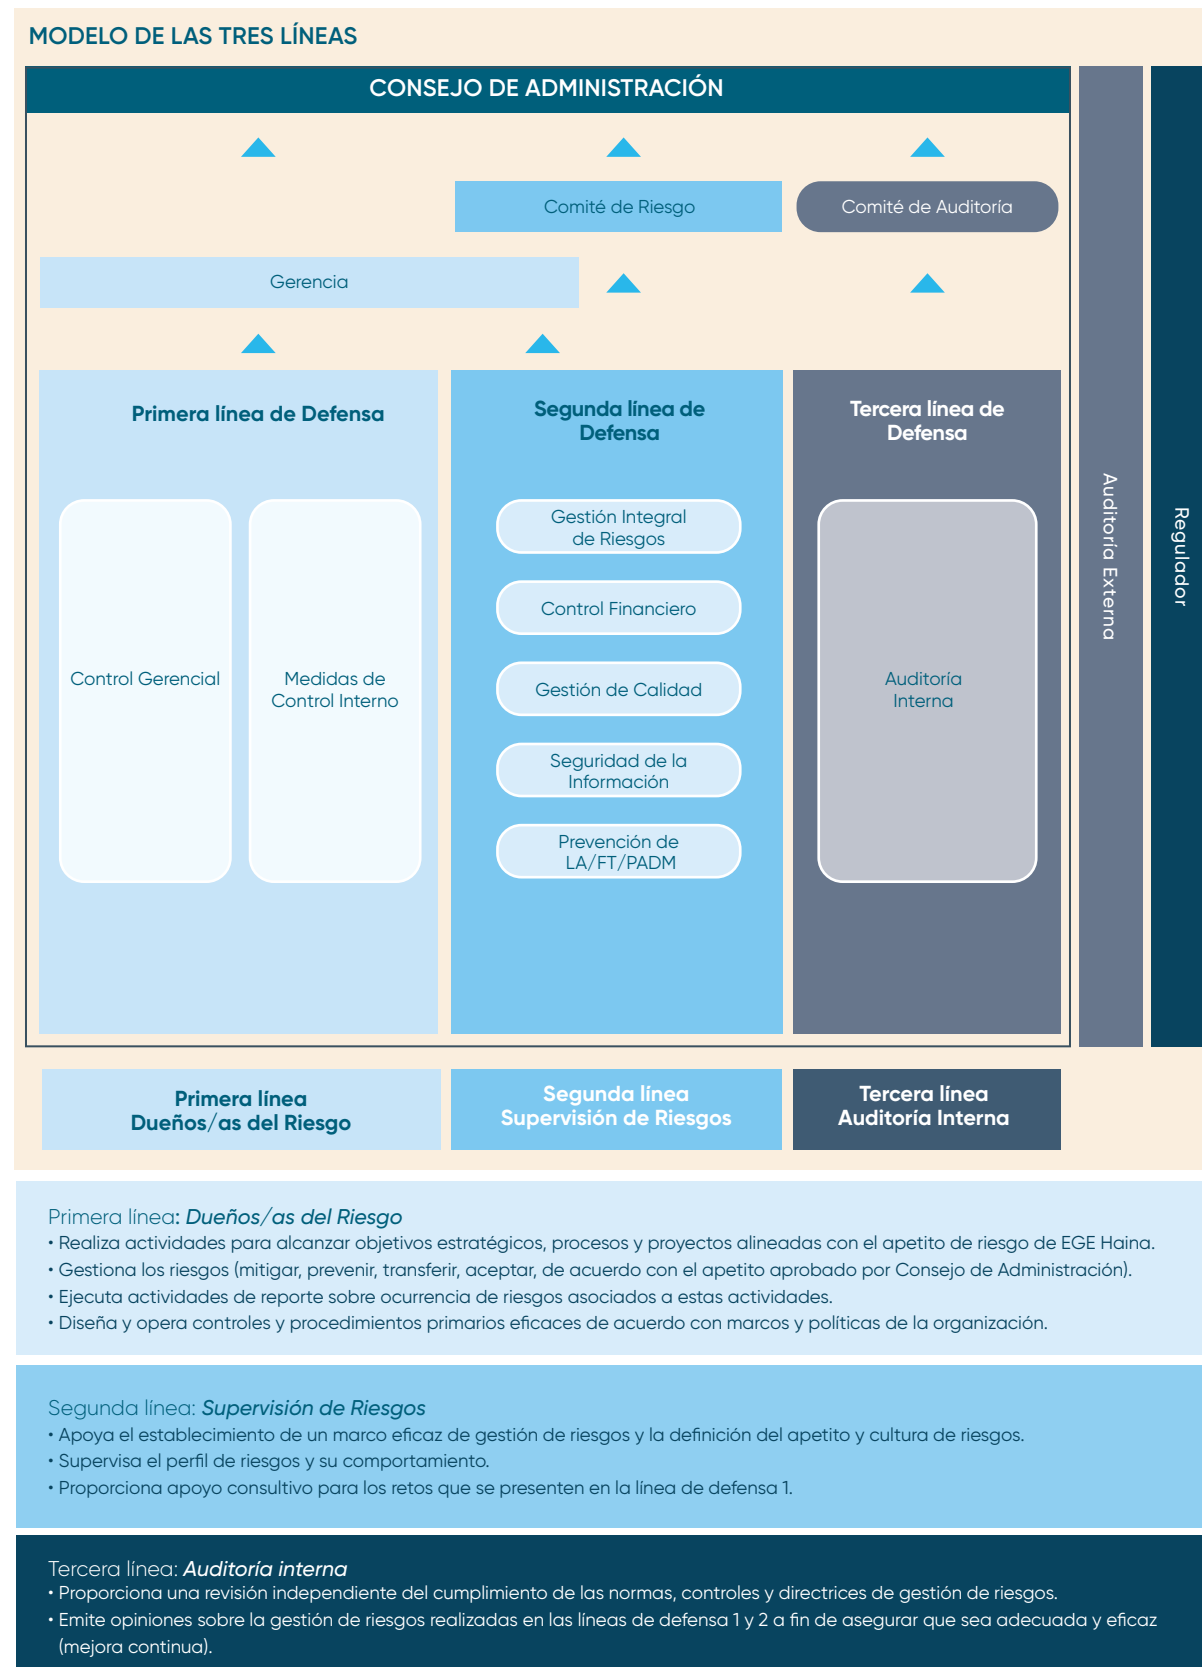 MODELO DE LAS TRES LÍNEAS
CONSEJO DE ADMINISTRACIÓN
Comité de Riesgo
Comité de Auditoría
Gerencia
Primera línea de Defensa
Control Gerencial
Medidas de
Control Interno
Segunda línea de
Defensa
Gestión Integral
de Riesgos
Control Financiero
Gestión de Calidad
Seguridad de la
Información
Prevención de
LA/FT/PADM
Tercera línea de
Defensa
Auditoría
Interna
Auditoría Externa
Regulador
Primera línea
Dueños/as del Riesgo
Segunda línea
Supervisión de Riesgos
Tercera línea
Auditoría Interna
Primera línea: Dueños/as del Riesgo
• Realiza actividades para alcanzar objetivos estratégicos, procesos y proyectos alineadas con el apetito de riesgo de EGE Haina.
• Gestiona los riesgos (mitigar, prevenir, transferir, aceptar, de acuerdo con el apetito aprobado por Consejo de Administración).
• Ejecuta actividades de reporte sobre ocurrencia de riesgos asociados a estas actividades.
• Diseña y opera controles y procedimientos primarios eficaces de acuerdo con marcos y políticas de la organización.
Segunda línea: Supervisión de Riesgos
• Apoya el establecimiento de un marco eficaz de gestión de riesgos y la definición del apetito y cultura de riesgos.
• Supervisa el perfil de riesgos y su comportamiento.
• Proporciona apoyo consultivo para los retos que se presenten en la línea de defensa 1.
Tercera línea: Auditoría interna
• Proporciona una revisión independiente del cumplimiento de las normas, controles y directrices de gestión de riesgos.
• Emite opiniones sobre la gestión de riesgos realizadas en las líneas de defensa 1 y 2 a fin de asegurar que sea adecuada y eficaz
(mejora continua).